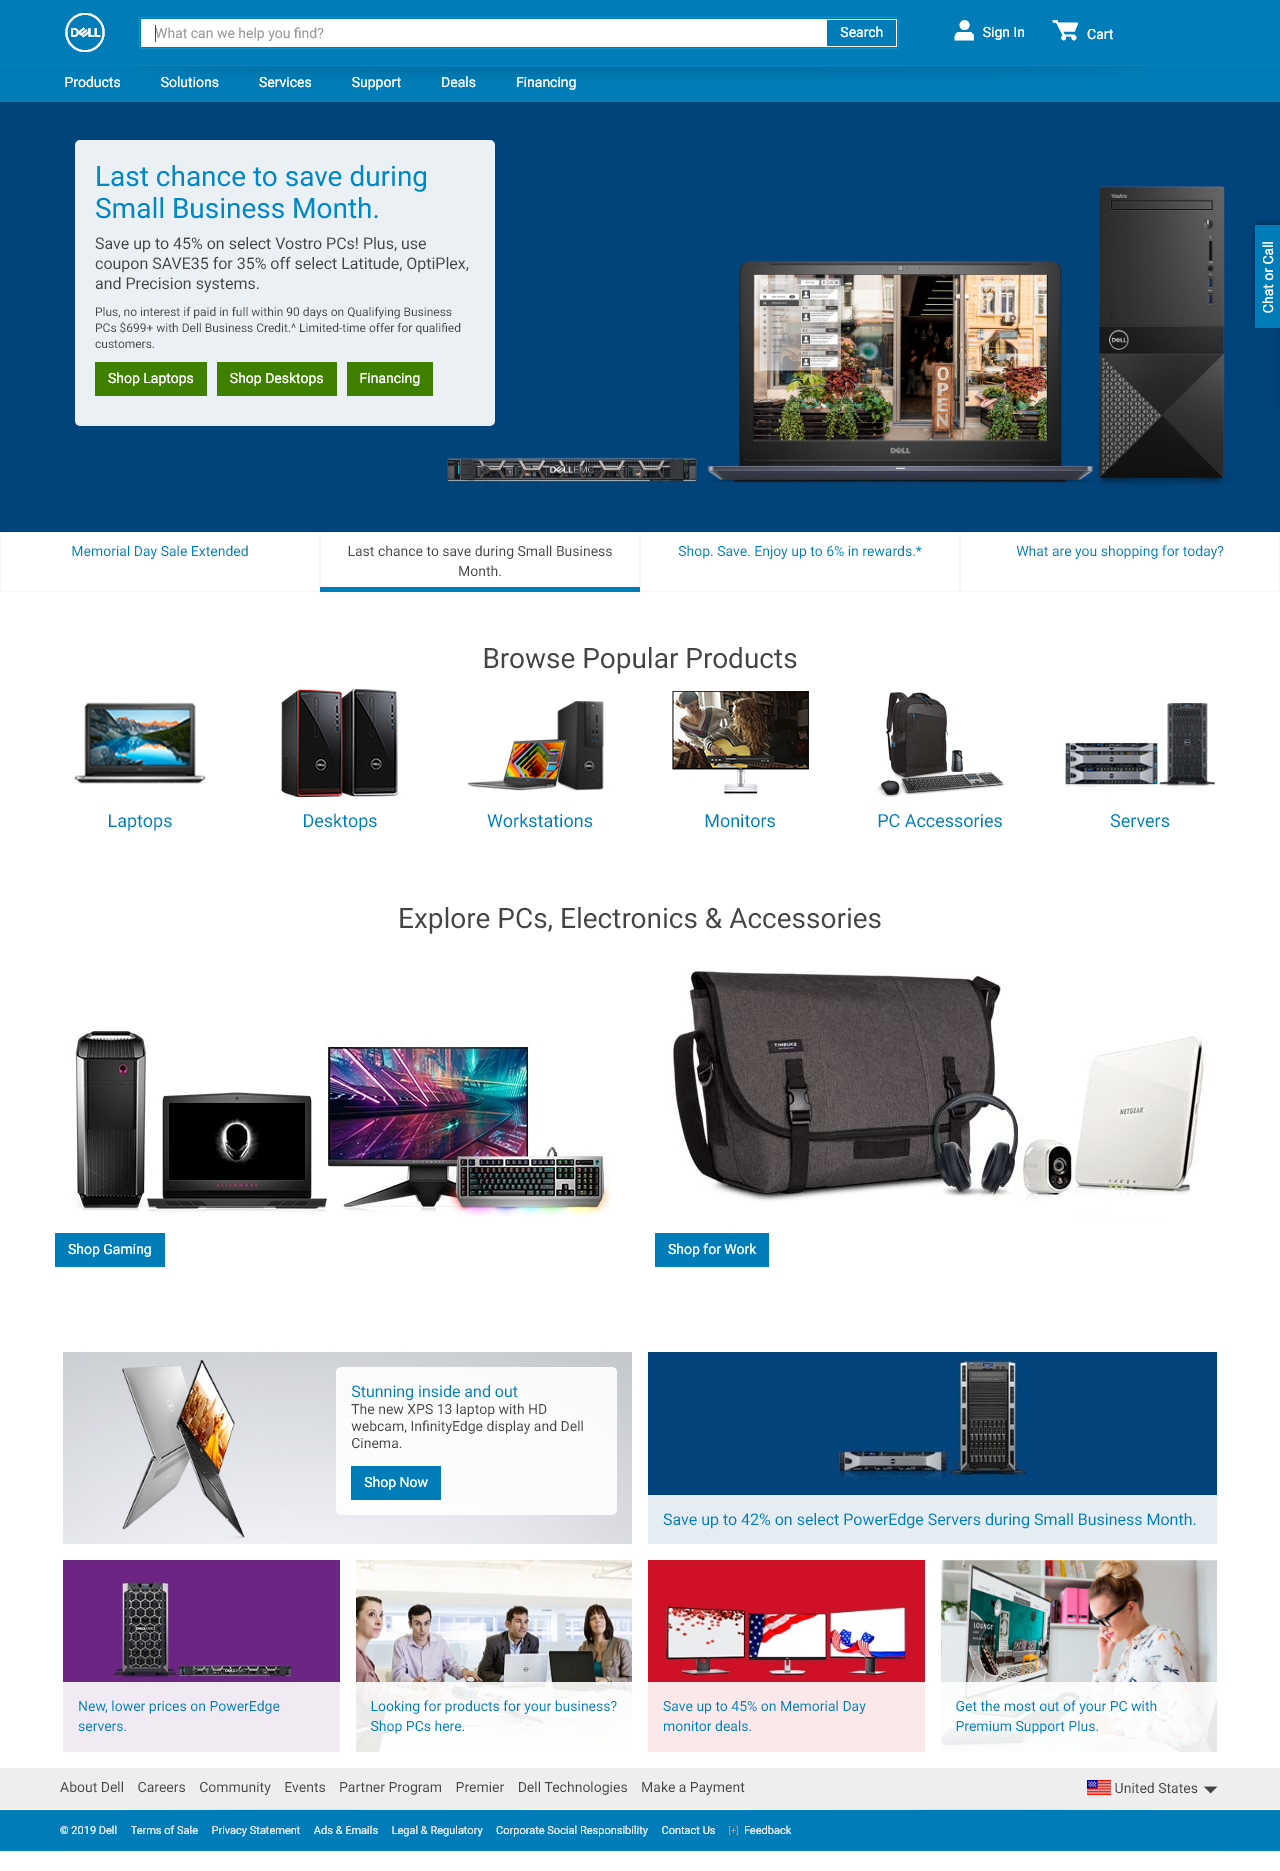 DELL
What can we help you find?
Search
Sign In
Cart
Products
Solutions
Services
Support
Deals
Financing
Last chance to save during
Small Business Month.
Save up to 45% on select Vostro PCs! Plus, use
coupon SAVE35 for 35% off select Latitude, OptiPlex,
and Precision systems.
Plus, no interest if paid in full within 90 days on Qualifying Business
PCs $699+ with Dell Business Credit.^ Limited-time offer for qualified
customers.
Shop Laptops
Shop Desktops
Financing
Vostro
Chat or Call
DELL
OPEN
DELL
DELLEMC
Memorial Day Sale Extended
Last chance to save during Small Business
Month.
Shop. Save. Enjoy up to 6% in rewards.*
What are you shopping for today?
Browse Popular Products
Laptops
Desktops
Workstations
Monitors
PC Accessories
Servers
Explore PCs, Electronics & Accessories
TIMBUK2
NETGEAR
ALIENWARE
Shop Gaming
Shop for Work
Stunning inside and out
The new XPS 13 laptop with HD
webcam, InfinityEdge display and Dell
Cinema.
Shop Now
Save up to 42% on select PowerEdge Servers during Small Business Month.
LOUNGE
New, lower prices on PowerEdge
servers.
Looking for products for your business?
Shop PCs here.
Save up to 45% on Memorial Day
monitor deals.
Get the most out of your PC with
Premium Support Plus.
About Dell
Careers
Community
Events
Partner Program
Premier
Dell Technologies
Make a Payment
United States
© 2019 Dell
Terms of Sale
Privacy Statement
Ads & Emails
Legal & Regulatory
Corporate Social Responsibility
Contact Us
[+] Feedback